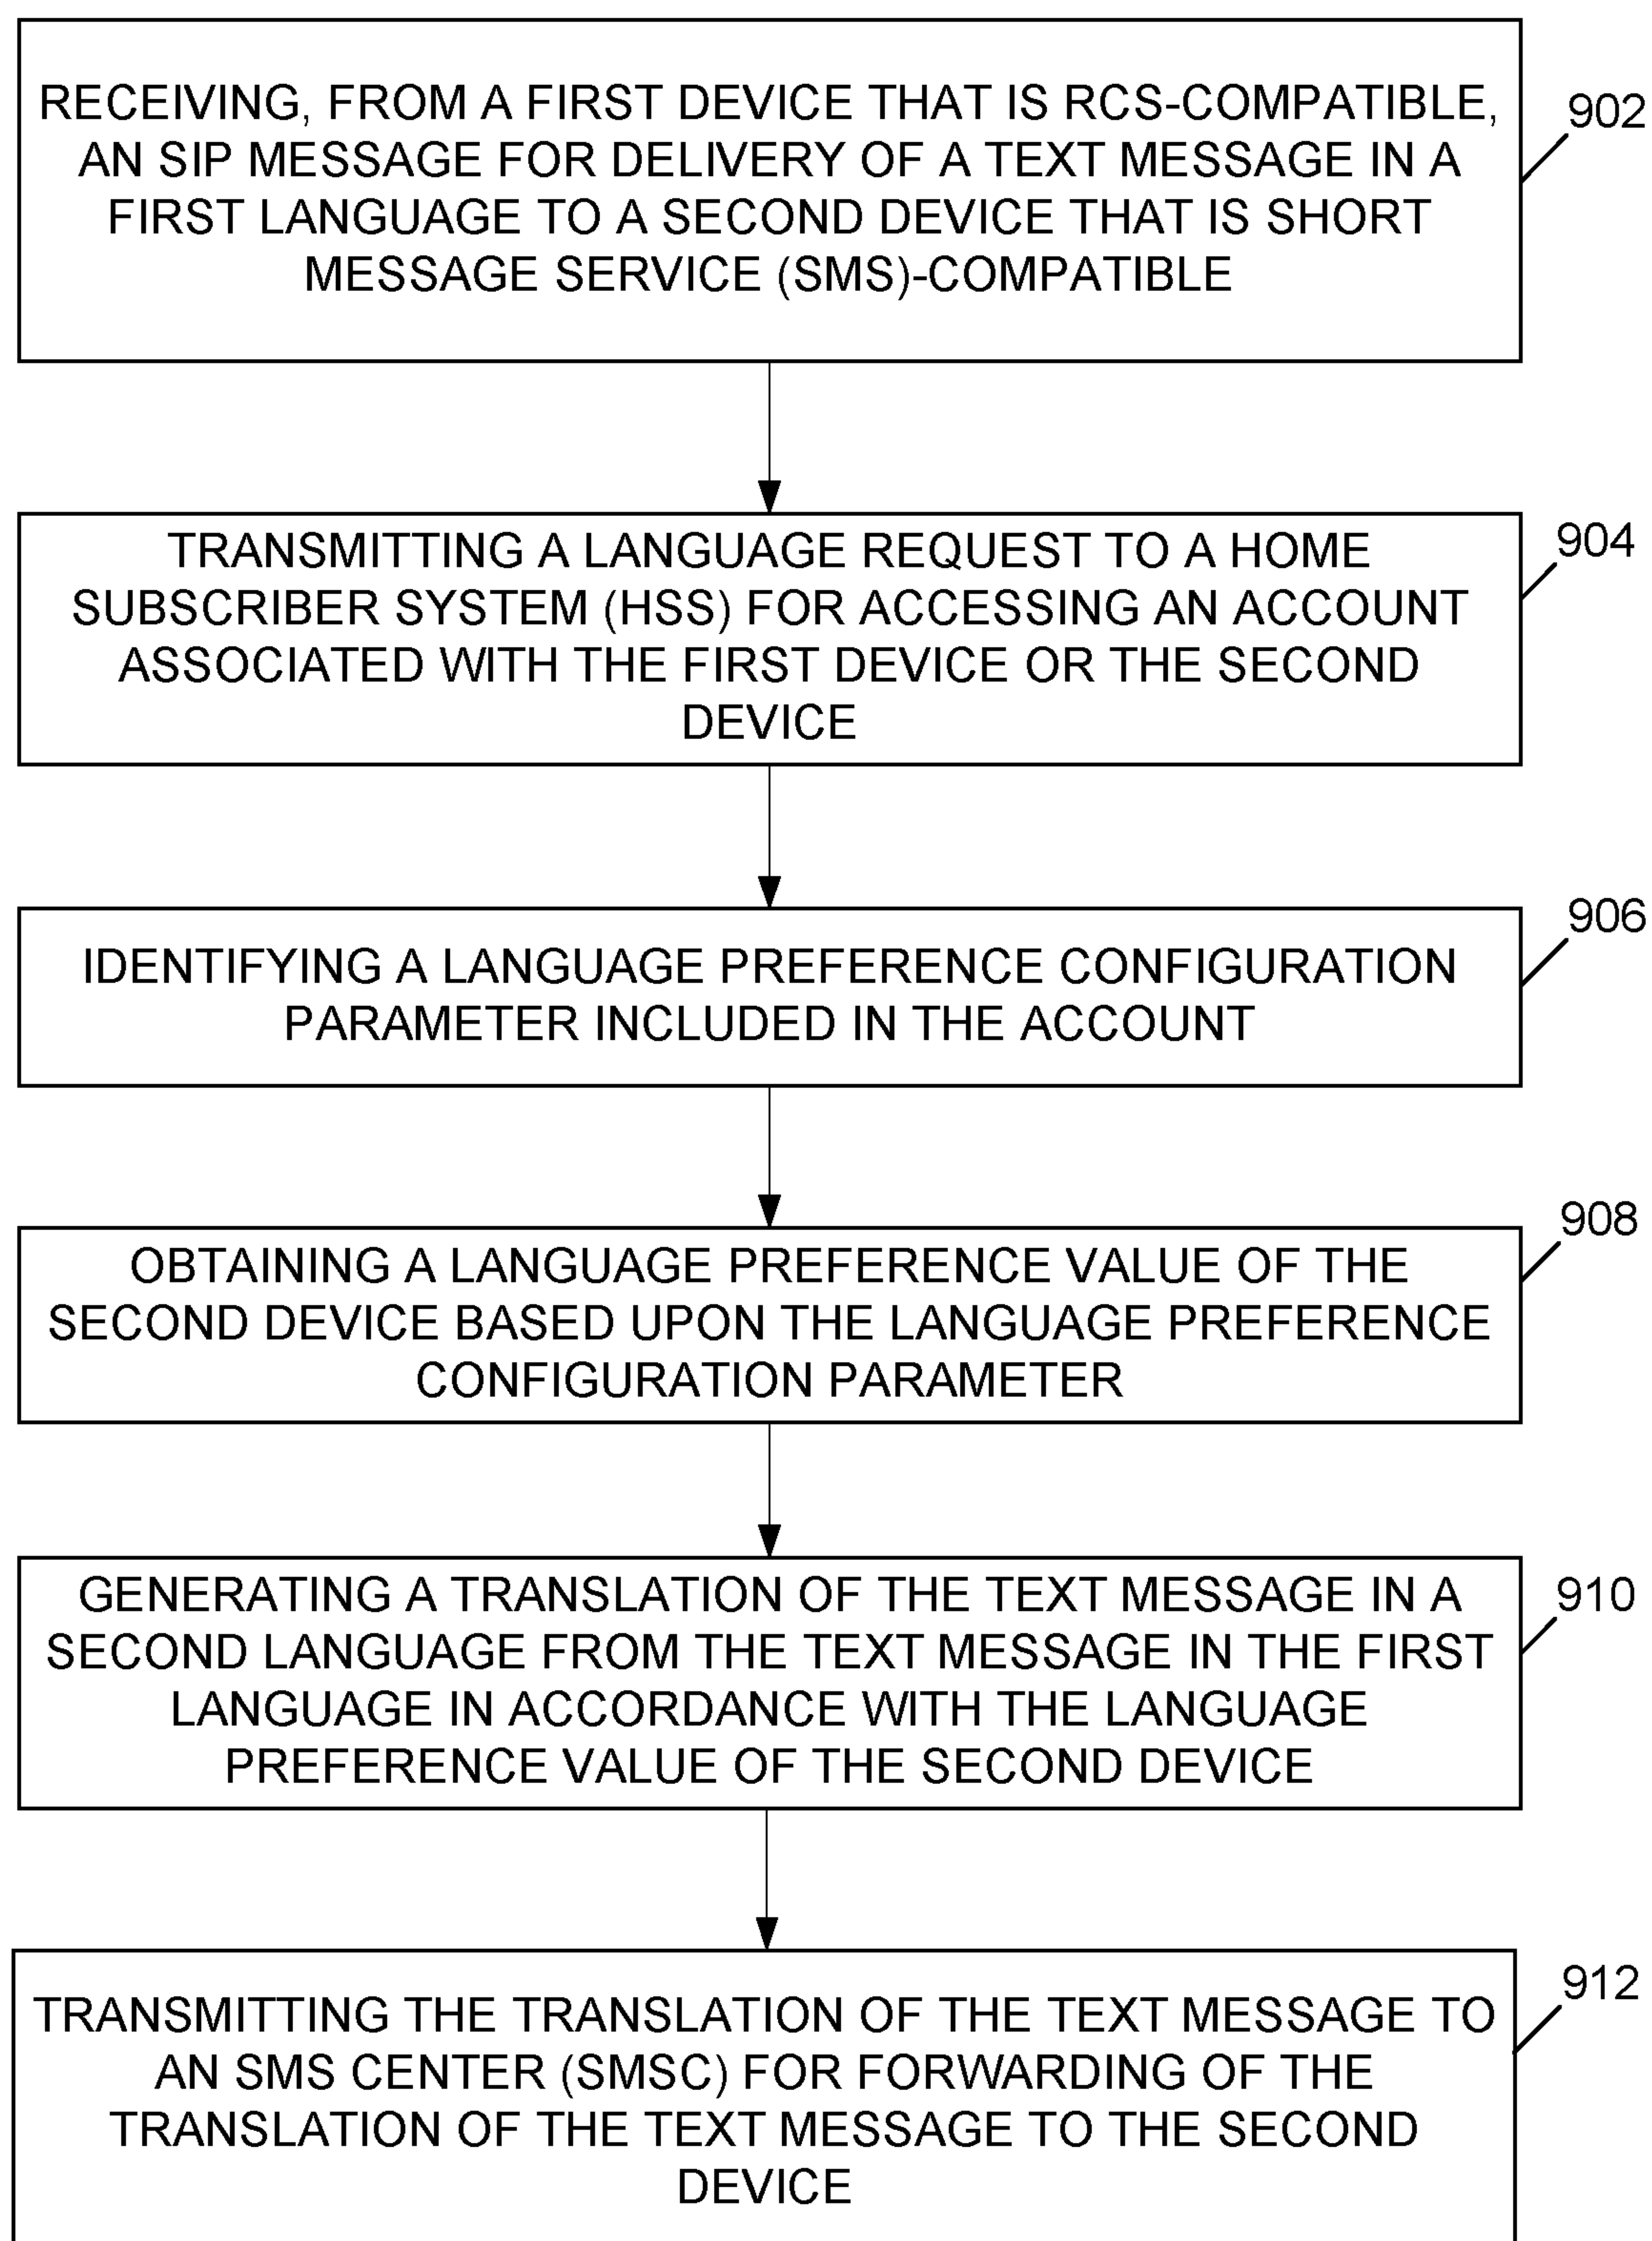 RECEIVING, FROM A FIRST DEVICE THAT IS RCS-COMPATIBLE,
AN SIP MESSAGE FOR DELIVERY OF A TEXT MESSAGE IN A
FIRST LANGUAGE TO A SECOND DEVICE THAT IS SHORT
MESSAGE SERVICE (SMS)-COMPATIBLE
902
TRANSMITTING A LANGUAGE REQUEST TO A HOME
SUBSCRIBER SYSTEM (HSS) FOR ACCESSING AN ACCOUNT
ASSOCIATED WITH THE FIRST DEVICE OR THE SECOND
DEVICE
904
IDENTIFYING A LANGUAGE PREFERENCE CONFIGURATION
PARAMETER INCLUDED IN THE ACCOUNT
906
OBTAINING A LANGUAGE PREFERENCE VALUE OF THE
SECOND DEVICE BASED UPON THE LANGUAGE PREFERENCE
CONFIGURATION PARAMETER
908
GENERATING A TRANSLATION OF THE TEXT MESSAGE IN A
SECOND LANGUAGE FROM THE TEXT MESSAGE IN THE FIRST
LANGUAGE IN ACCORDANCE WITH THE LANGUAGE
PREFERENCE VALUE OF THE SECOND DEVICE
910
TRANSMITTING THE TRANSLATION OF THE TEXT MESSAGE TO
AN SMS CENTER (SMSC) FOR FORWARDING OF THE
TRANSLATION OF THE TEXT MESSAGE TO THE SECOND
DEVICE
912